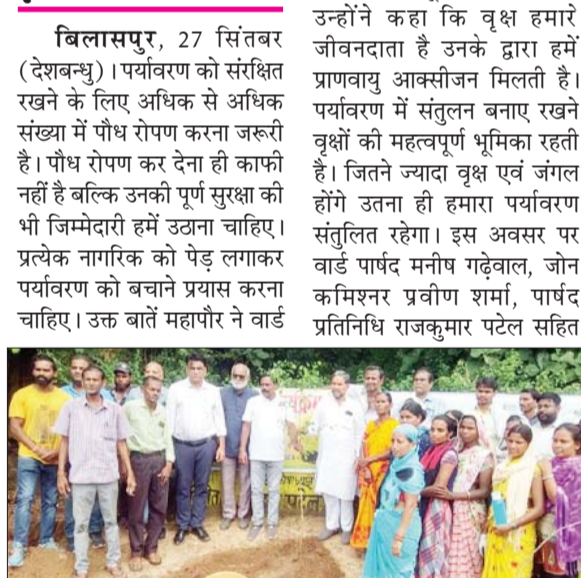 बिलासपुर, 27 सितंबर
(देशबन्धु)। पर्यावरण को संरक्षित
रखने के लिए अधिक से अधिक
संख्या में पौध रोपण करना जरूरी
है। पौध रोपण कर देना ही काफी
नहीं है बल्कि उनकी पूर्ण सुरक्षा की
भी जिम्मेदारी हमें उठाना चाहिए।
प्रत्येक नागरिक को पेड़ लगाकर
पर्यावरण को बचाने प्रयास करना
चाहिए। उक्त बातें महापौर ने वार्ड
उन्होंने कहा कि वृक्ष हमारे
जीवनदाता है उनके द्वारा हमें
प्राणवायु आक्सीजन मिलती है।
पर्यावरण में संतुलन बनाए रखने
वृक्षों की महत्वपूर्ण भूमिका रहती
है। जितने ज्यादा वृक्ष एवं जंगल
होंगे उतना ही हमारा पर्यावरण
संतुलित रहेगा। इस अवसर पर
वार्ड पार्षद मनीष गढ़ेवाल, जोन
कमिश्नर प्रवीण शर्मा, पार्षद
प्रतिनिधि राजकुमार पटेल सहित